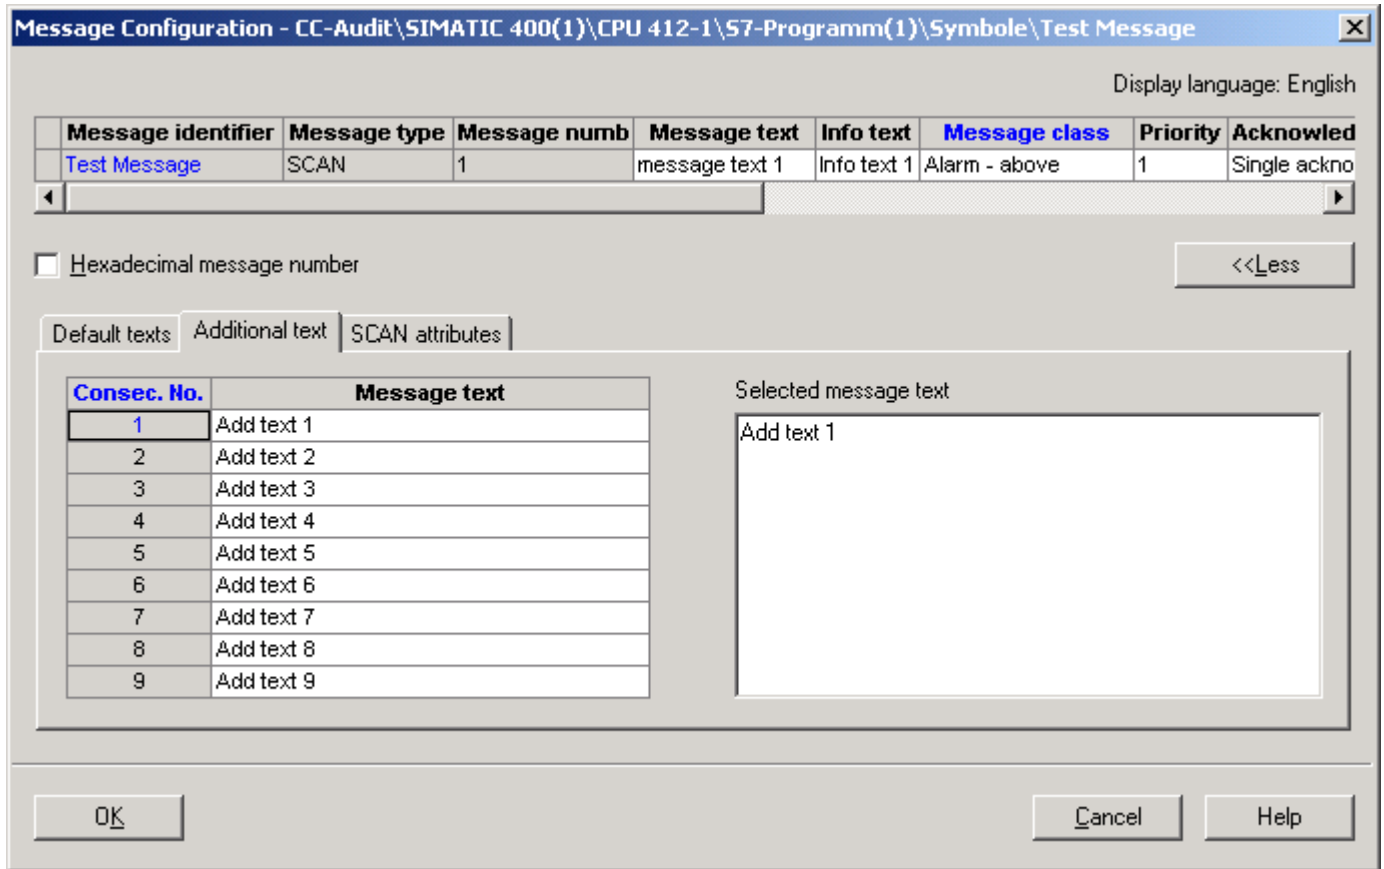 Message Configuration - CC-Audit\SIMATIC 400(1)\CPU 412-1\S7-Programm(1)\Symbole\Test Message
Display language: English
Message identifier Message type Message numb Message text Info text Message class Priority Acknowled
Test Message SCAN 1 message text 1 Info text 1 Alarm - above 1 Single ackno
Hexadecimal message number <<Less
Default texts Additional text SCAN attributes
Consec. No. Message text Selected message text
1 Add text 1 Add text 1
2 Add text 2
3 Add text 3
4 Add text 4
5 Add text 5
6 Add text 6
7 Add text 7
8 Add text 8
9 Add text 9
OK Cancel Help